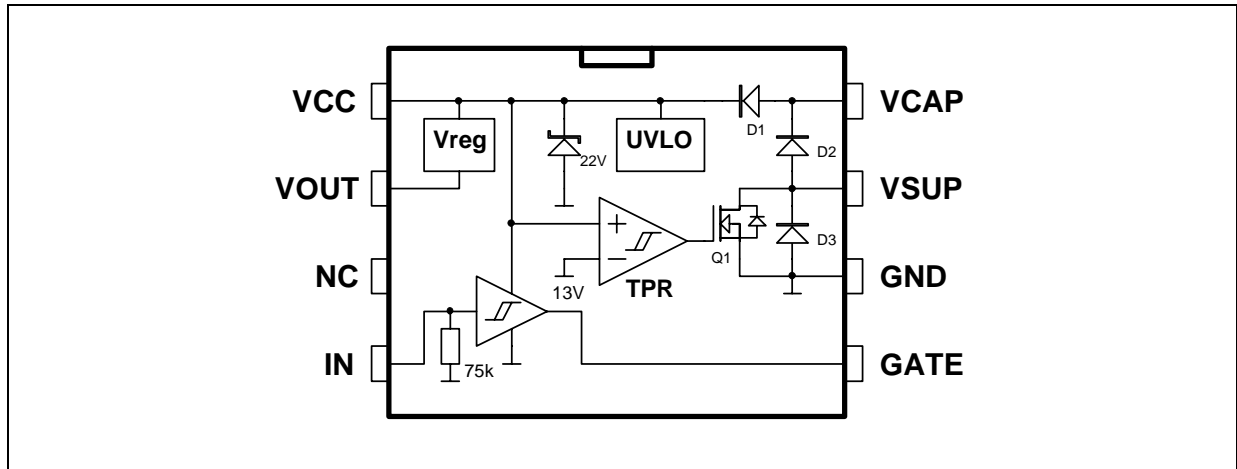 VCC
VCAP
D1
Vreg
22V
UVLO
D2
VOUT
VSUP
+
−
Q1
D3
NC
13V
TPR
GND
IN
75k
GATE